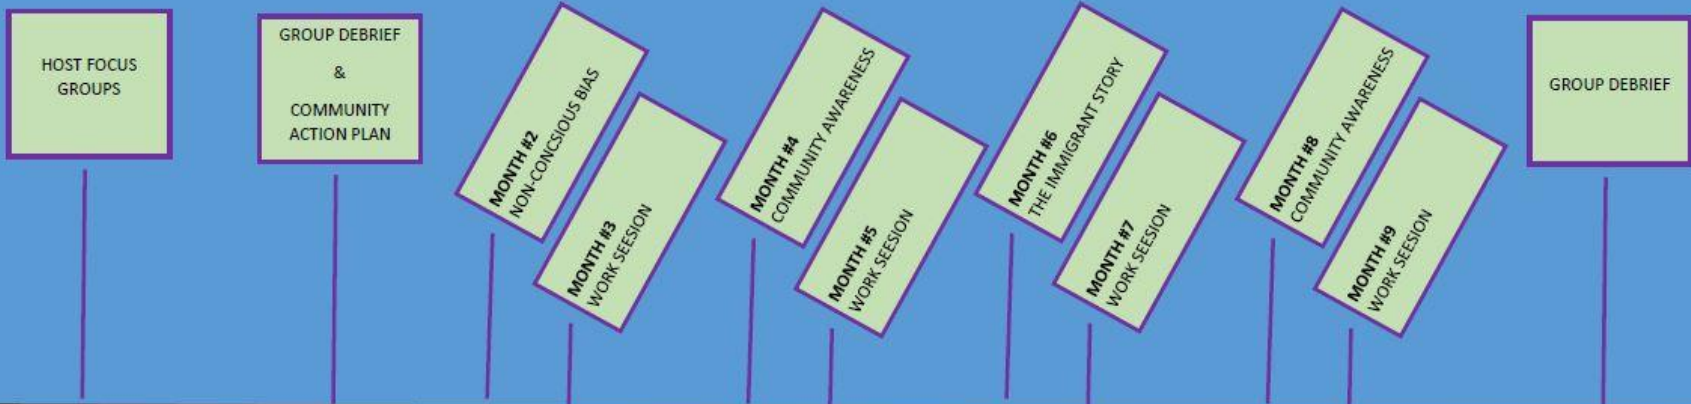 HOST FOCUS
GROUPS
GROUP DEBRIEF
&
COMMUNITY
ACTION PLAN
MONTH #2
NON-CONCSIOUS BIAS
MONTH #3
WORK SEESION
MONTH #4
COMMUNITY AWARENESS
MONTH #5
WORK SEESION
MONTH #6
THE IMMIGRANT STORY
MONTH #7
WORK SEESION
MONTH #8
COMMUNITY AWARENESS
MONTH #9
WORK SEESION
GROUP DEBRIEF